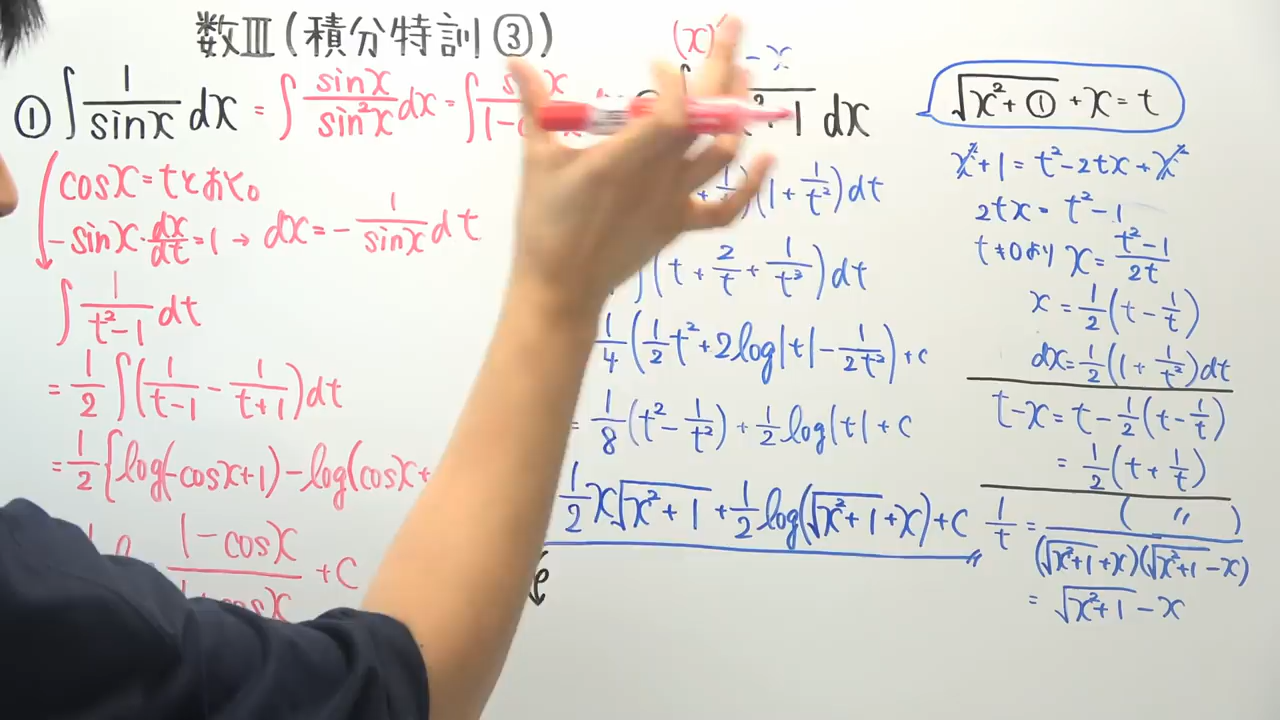 数Ⅲ(積分特訓③)
① ∫ 1/sinx dx = ∫ sinx/sin²x dx = ∫
cosx=tとおく。
-sinx・dx/dt=1 → dx=- 1/sinx dt
∫ 1/t²-1 dt
= 1/2 ∫(1/t-1 - 1/t+1)dt
= 1/2 {log(-cosx+1)-log(cosx+
1-cosx
+C
(x)
-x
dx
)(1+ 1/t²)dt
∫(t + 2/t + 1/t³)dt
1/4 (1/2 t²+2log|t|- 1/2t²)+c
= 1/8 (t²- 1/t²) + 1/2 log|t| + C
1/2 x√x²+1 + 1/2 log(√x²+1+x)+C
√x²+① +x=t
x²+1=t²-2tx+x²
2tx= t²-1
t≠0より x= t²-1/2t
x= 1/2 (t- 1/t)
dx= 1/2 (1+ 1/t²)dt
t-x=t- 1/2 (t- 1/t)
= 1/2 (t+ 1/t)
1/t = ( 〃 )/(√x²+1+x)(√x²+1-x)
= √x²+1-x